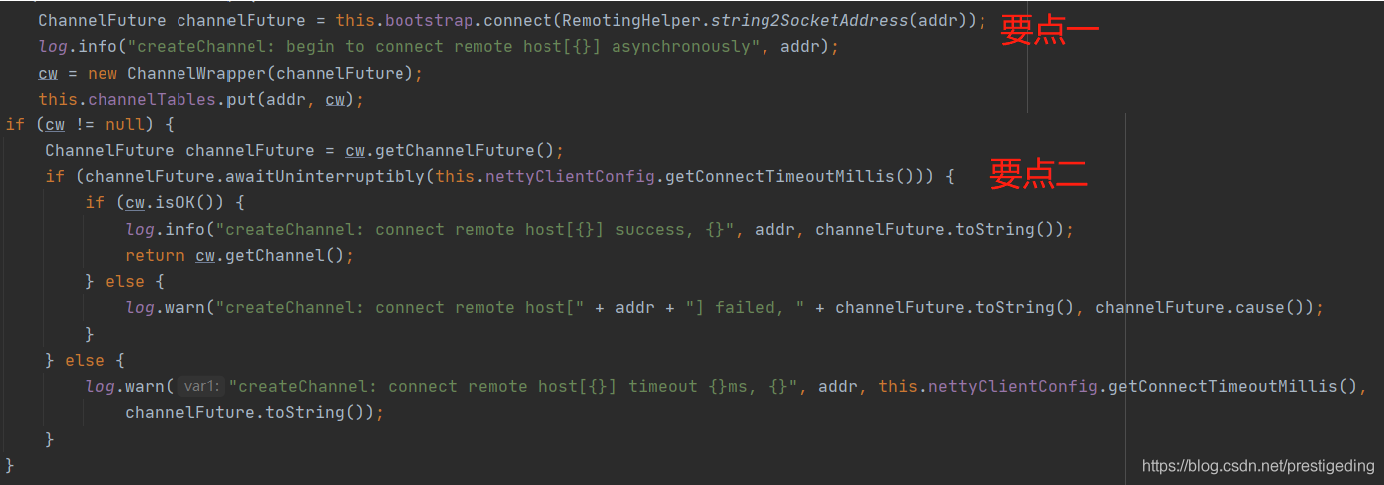 ChannelFuture channelFuture = this.bootstrap.connect(RemotingHelper.string2SocketAddress(addr)); 要点一
log.info("createChannel: begin to connect remote host[{}] asynchronously", addr);
cw = new ChannelWrapper(channelFuture);
this.channelTables.put(addr, cw);
if (cw != null) {
ChannelFuture channelFuture = cw.getChannelFuture();
if (channelFuture.awaitUninterruptibly(this.nettyClientConfig.getConnectTimeoutMillis())) { 要点二
if (cw.isOK()) {
log.info("createChannel: connect remote host[{}] success, {}", addr, channelFuture.toString());
return cw.getChannel();
} else {
log.warn("createChannel: connect remote host[" + addr + "] failed, " + channelFuture.toString(), channelFuture.cause());
}
} else {
log.warn( var1: "createChannel: connect remote host[{}] timeout {}ms, {}", addr, this.nettyClientConfig.getConnectTimeoutMillis(),
channelFuture.toString());
}
}
https://blog.csdn.net/prestigeding